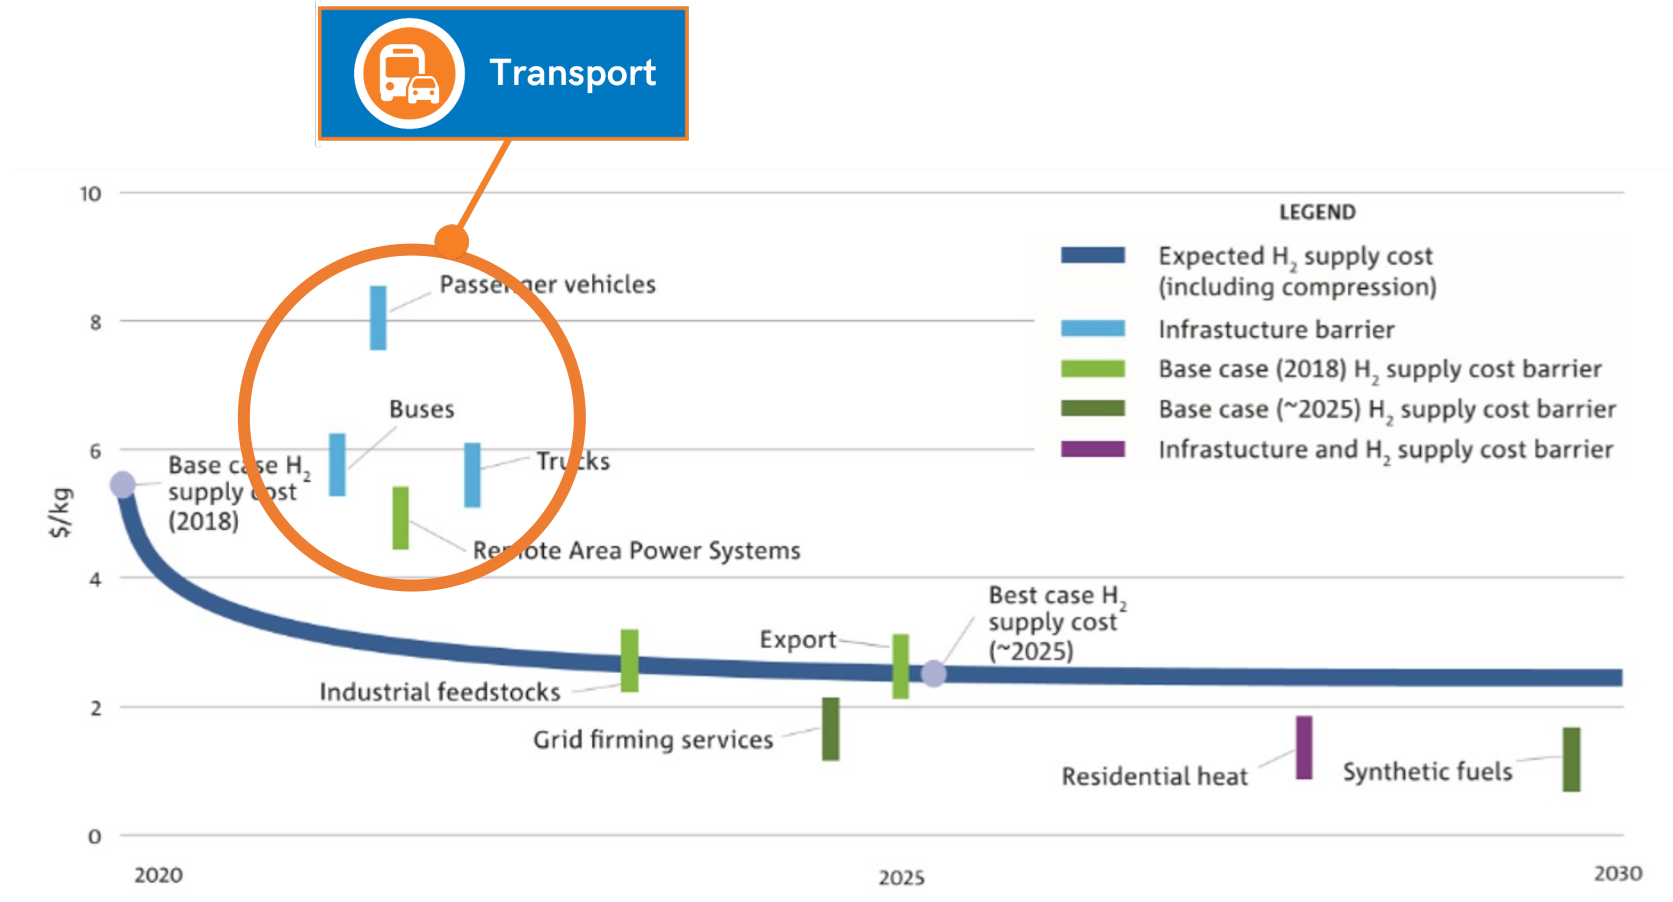 Transport
10
8
6
4
2
0
$/kg
2020
2025
2030
LEGEND
Expected H₂ supply cost
(including compression)
Infrastucture barrier
Base case (2018) H₂ supply cost barrier
Base case (~2025) H₂ supply cost barrier
Infrastucture and H₂ supply cost barrier
Passenger vehicles
Buses
Trucks
Base case H₂
supply cost
(2018)
Remote Area Power Systems
Best case H₂
supply cost
(~2025)
Export
Industrial feedstocks
Grid firming services
Residential heat
Synthetic fuels